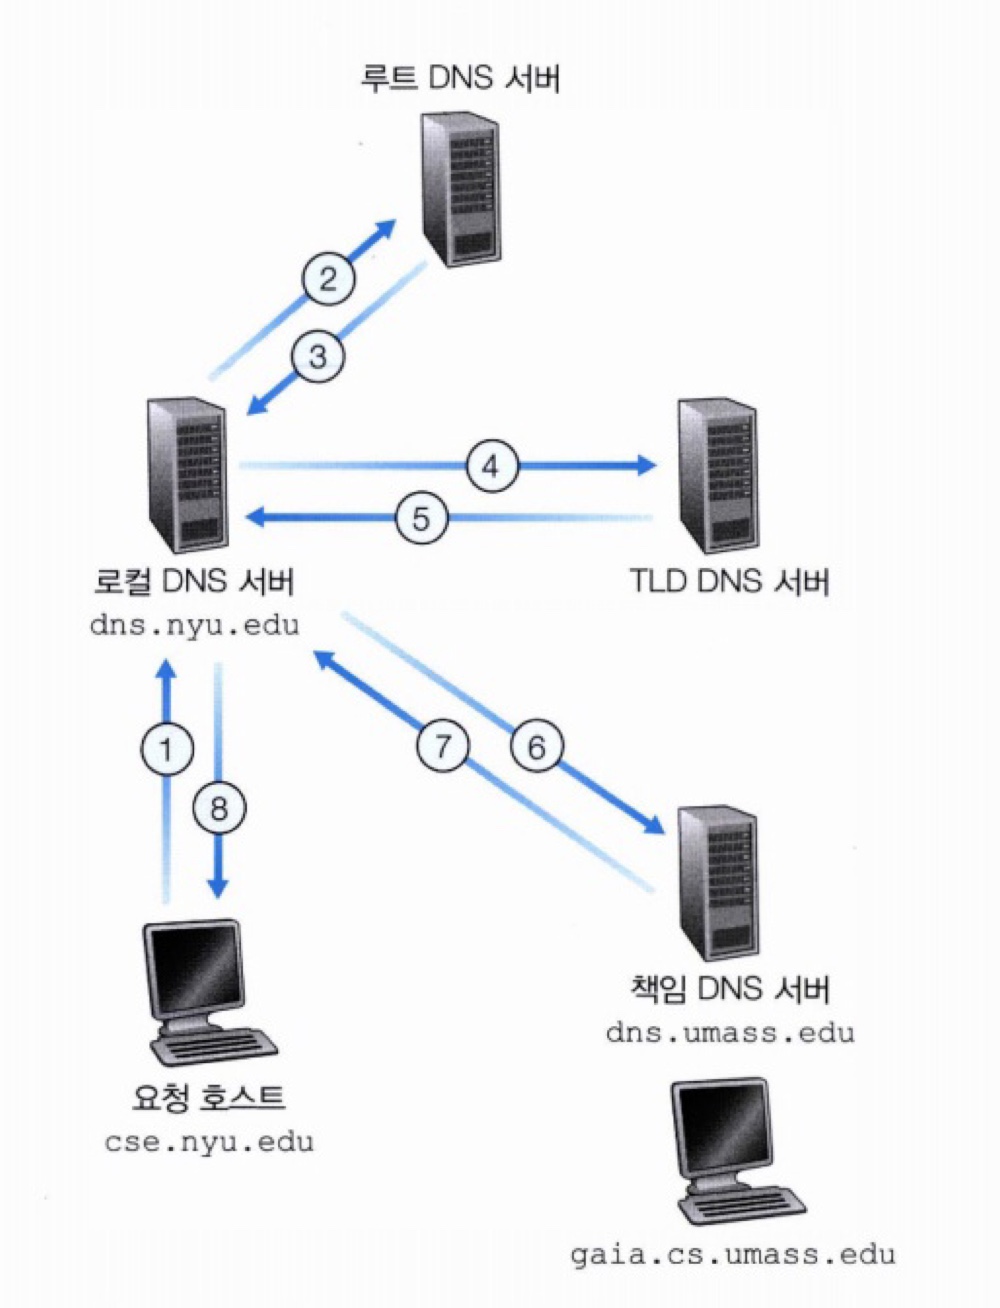 루트 DNS 서버
2
3
4
5
로컬 DNS 서버
dns.nyu.edu
TLD DNS 서버
1
8
7
6
책임 DNS 서버
dns.umass.edu
요청 호스트
cse.nyu.edu
gaia.cs.umass.edu